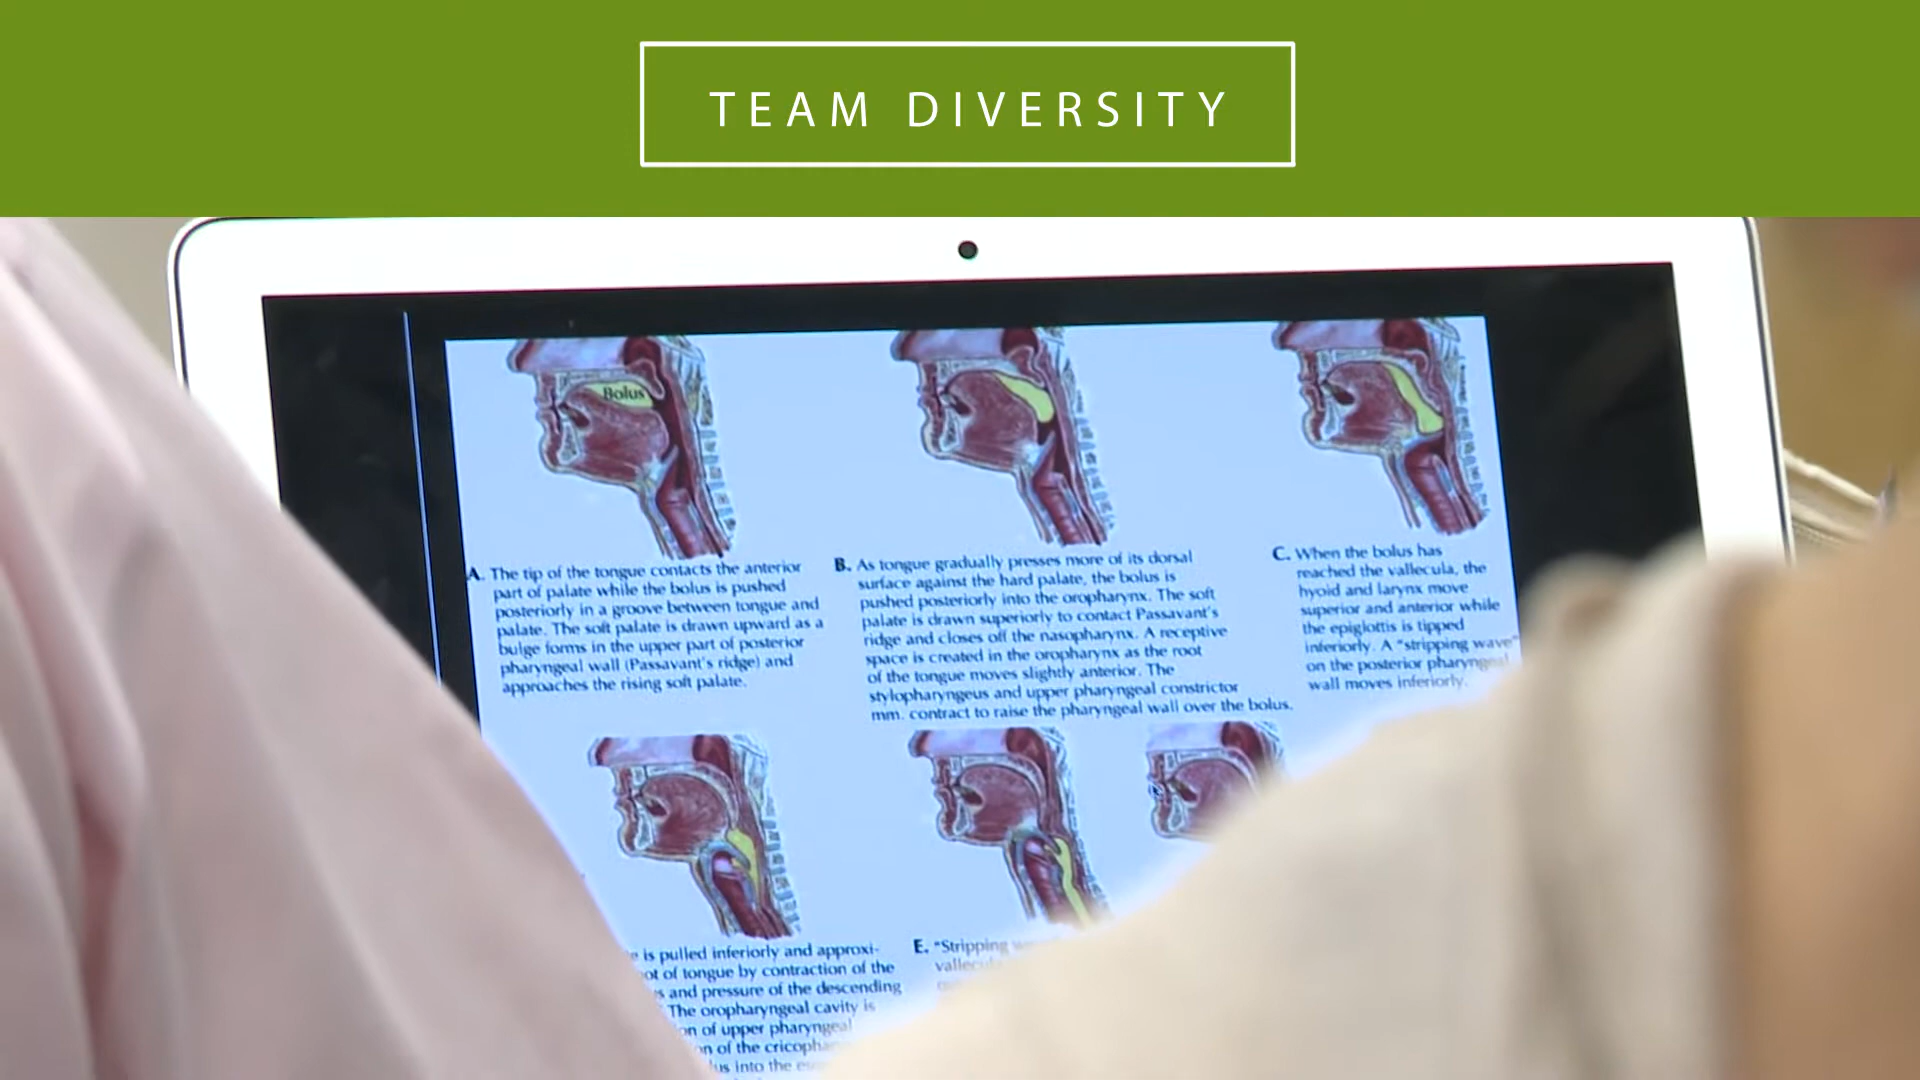 TEAM DIVERSITY
Bolus
A. The tip of the tongue contacts the anterior
part of palate while the bolus is pushed
posteriorly in a groove between tongue and
palate. The soft palate is drawn upward as a
bulge forms in the upper part of posterior
pharyngeal wall (Passavant's ridge) and
approaches the rising soft palate.
B. As tongue gradually presses more of its dorsal
surface against the hard palate, the bolus is
pushed posteriorly into the oropharynx. The soft
palate is drawn superiorly to contact Passavant's
ridge and closes off the nasopharynx. A receptive
space is created in the oropharynx as the root
of the tongue moves slightly anterior. The
stylopharyngeus and upper pharyngeal constrictor
mm. contract to raise the pharyngeal wall over the bolus.
C. When the bolus has
reached the vallecula, the
hyoid and larynx move
superior and anterior while
the epiglottis is tipped
inferiorly. A "stripping wave"
on the posterior pharyngeal
wall moves inferiorly.
is pulled inferiorly and approxi-
of tongue by contraction of the
and pressure of the descending
The oropharyngeal cavity is
of upper pharyngeal
of the
into the
E. "Stripping